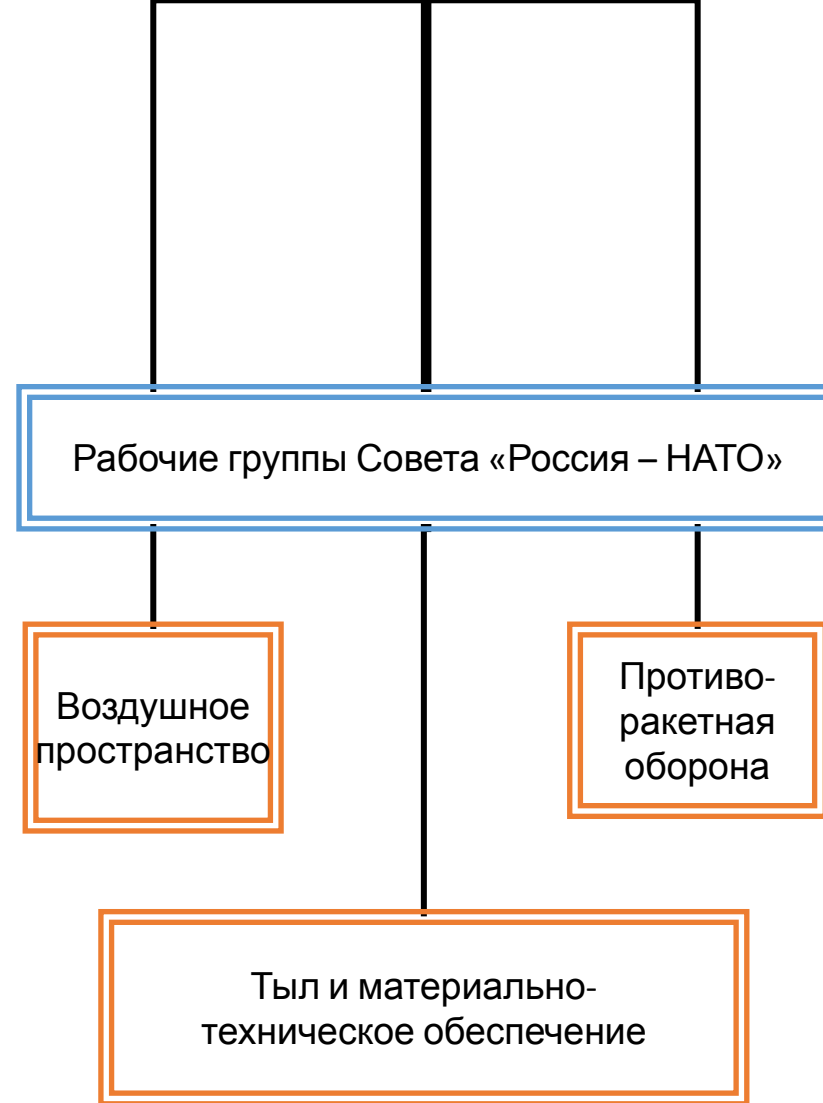 Рабочие группы Совета «Россия – НАТО»
Воздушное
пространство
Противо-
ракетная
оборона
Тыл и материально-
техническое обеспечение